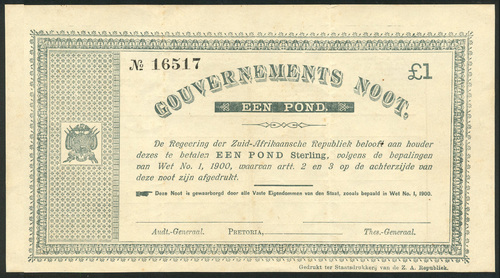 № 16517
GOUVERNEMENTS NOOT.
£1
EEN POND.
De Regeering der Zuid-Afrikaansche Republiek belooft aan houder
dezes te betalen EEN POND Sterling, volgens de bepalingen
van Wet No. 1, 1900, waarvan artt. 2 en 3 op de achterzijde van
deze noot zijn afgedrukt.
Deze Noot is gewaarborgd door alle Vaste Eigendommen van den Staat, zooals bepaald in Wet No. 1, 1900.
Audt.-Generaal. PRETORIA, Thes.-Generaal.
Gedrukt ter Staatsdrukkerij van de Z. A. Republiek.